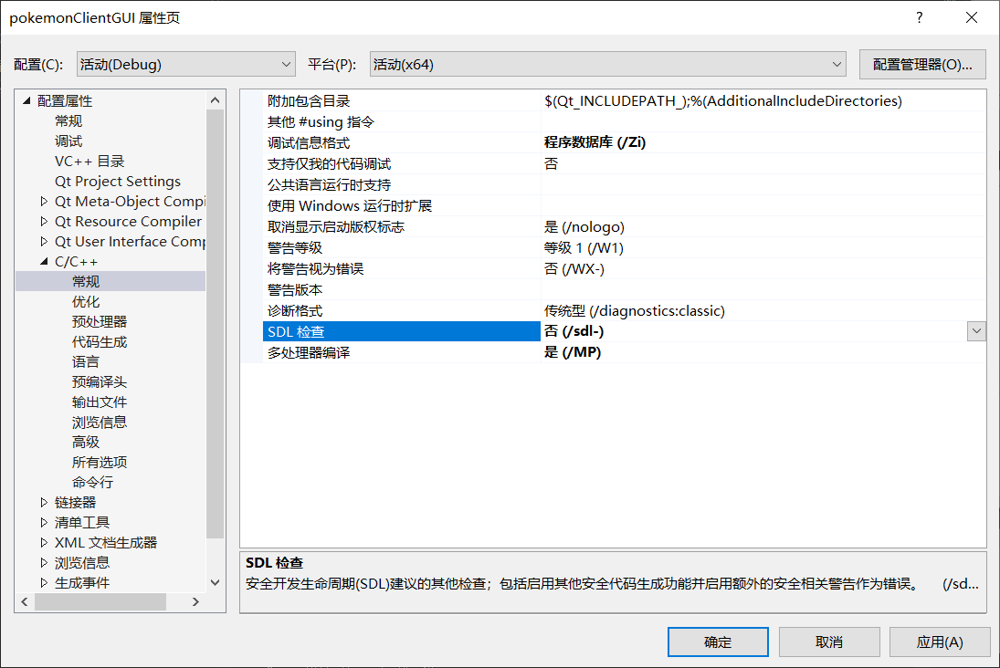 pokemonClientGUI 属性页
?
配置(C): 活动(Debug) 平台(P): 活动(x64) 配置管理器(O)...
配置属性
常规
调试
VC++ 目录
Qt Project Settings
Qt Meta-Object Compi
Qt Resource Compiler
Qt User Interface Comp
C/C++
常规
优化
预处理器
代码生成
语言
预编译头
输出文件
浏览信息
高级
所有选项
命令行
链接器
清单工具
XML 文档生成器
浏览信息
生成事件
附加包含目录 $(Qt_INCLUDEPATH_);%(AdditionalIncludeDirectories)
其他 #using 指令
调试信息格式 程序数据库 (/Zi)
支持仅我的代码调试 否
公共语言运行时支持
使用 Windows 运行时扩展
取消显示启动版权标志 是 (/nologo)
警告等级 等级 1 (/W1)
将警告视为错误 否 (/WX-)
警告版本
诊断格式 传统型 (/diagnostics:classic)
SDL 检查 否 (/sdl-)
多处理器编译 是 (/MP)
SDL 检查
安全开发生命周期(SDL)建议的其他检查；包括启用其他安全代码生成功能并启用额外的安全相关警告作为错误。 (/sd...
确定 取消 应用(A)